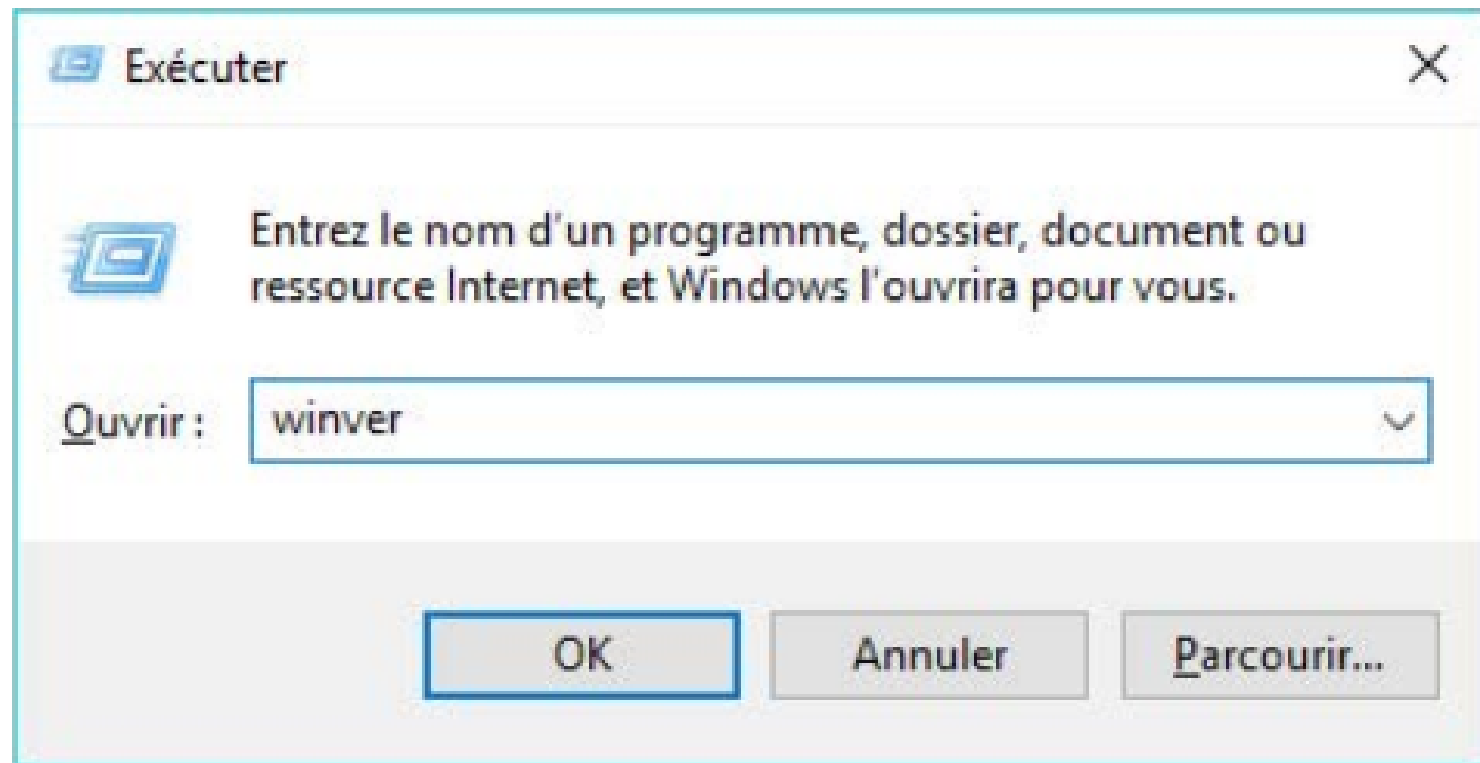 Exécuter
Entrez le nom d'un programme, dossier, document ou
ressource Internet, et Windows l'ouvrira pour vous.
Ouvrir : winver
OK Annuler Parcourir...